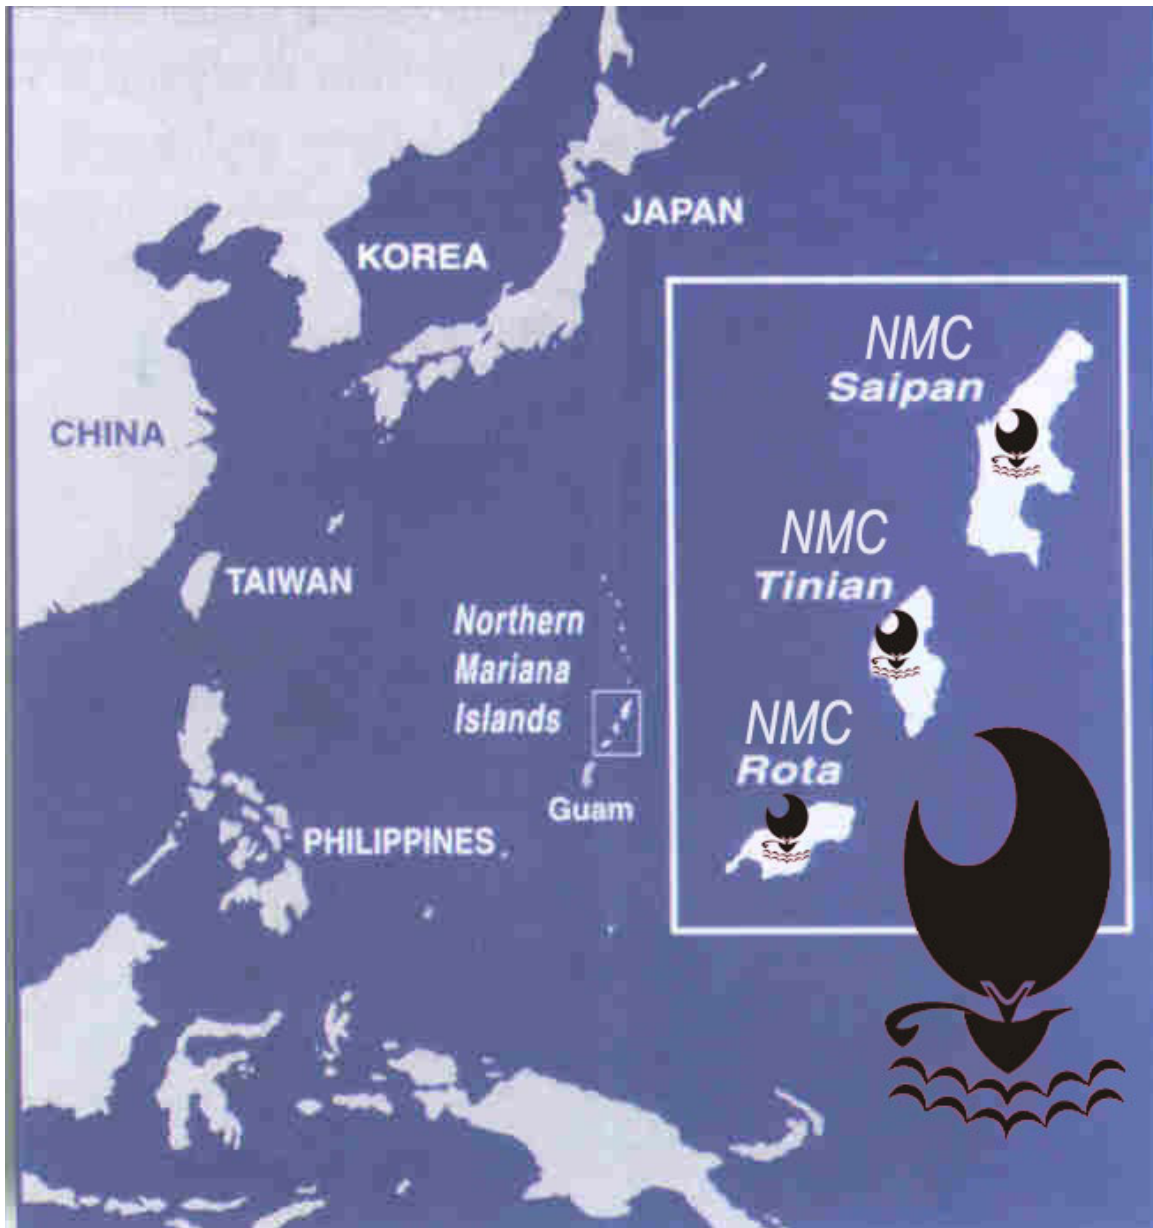 JAPAN
KOREA
NMC
Saipan
CHINA
NMC
Tinian
TAIWAN
Northern
Mariana
Islands
NMC
Rota
Guam
PHILIPPINES